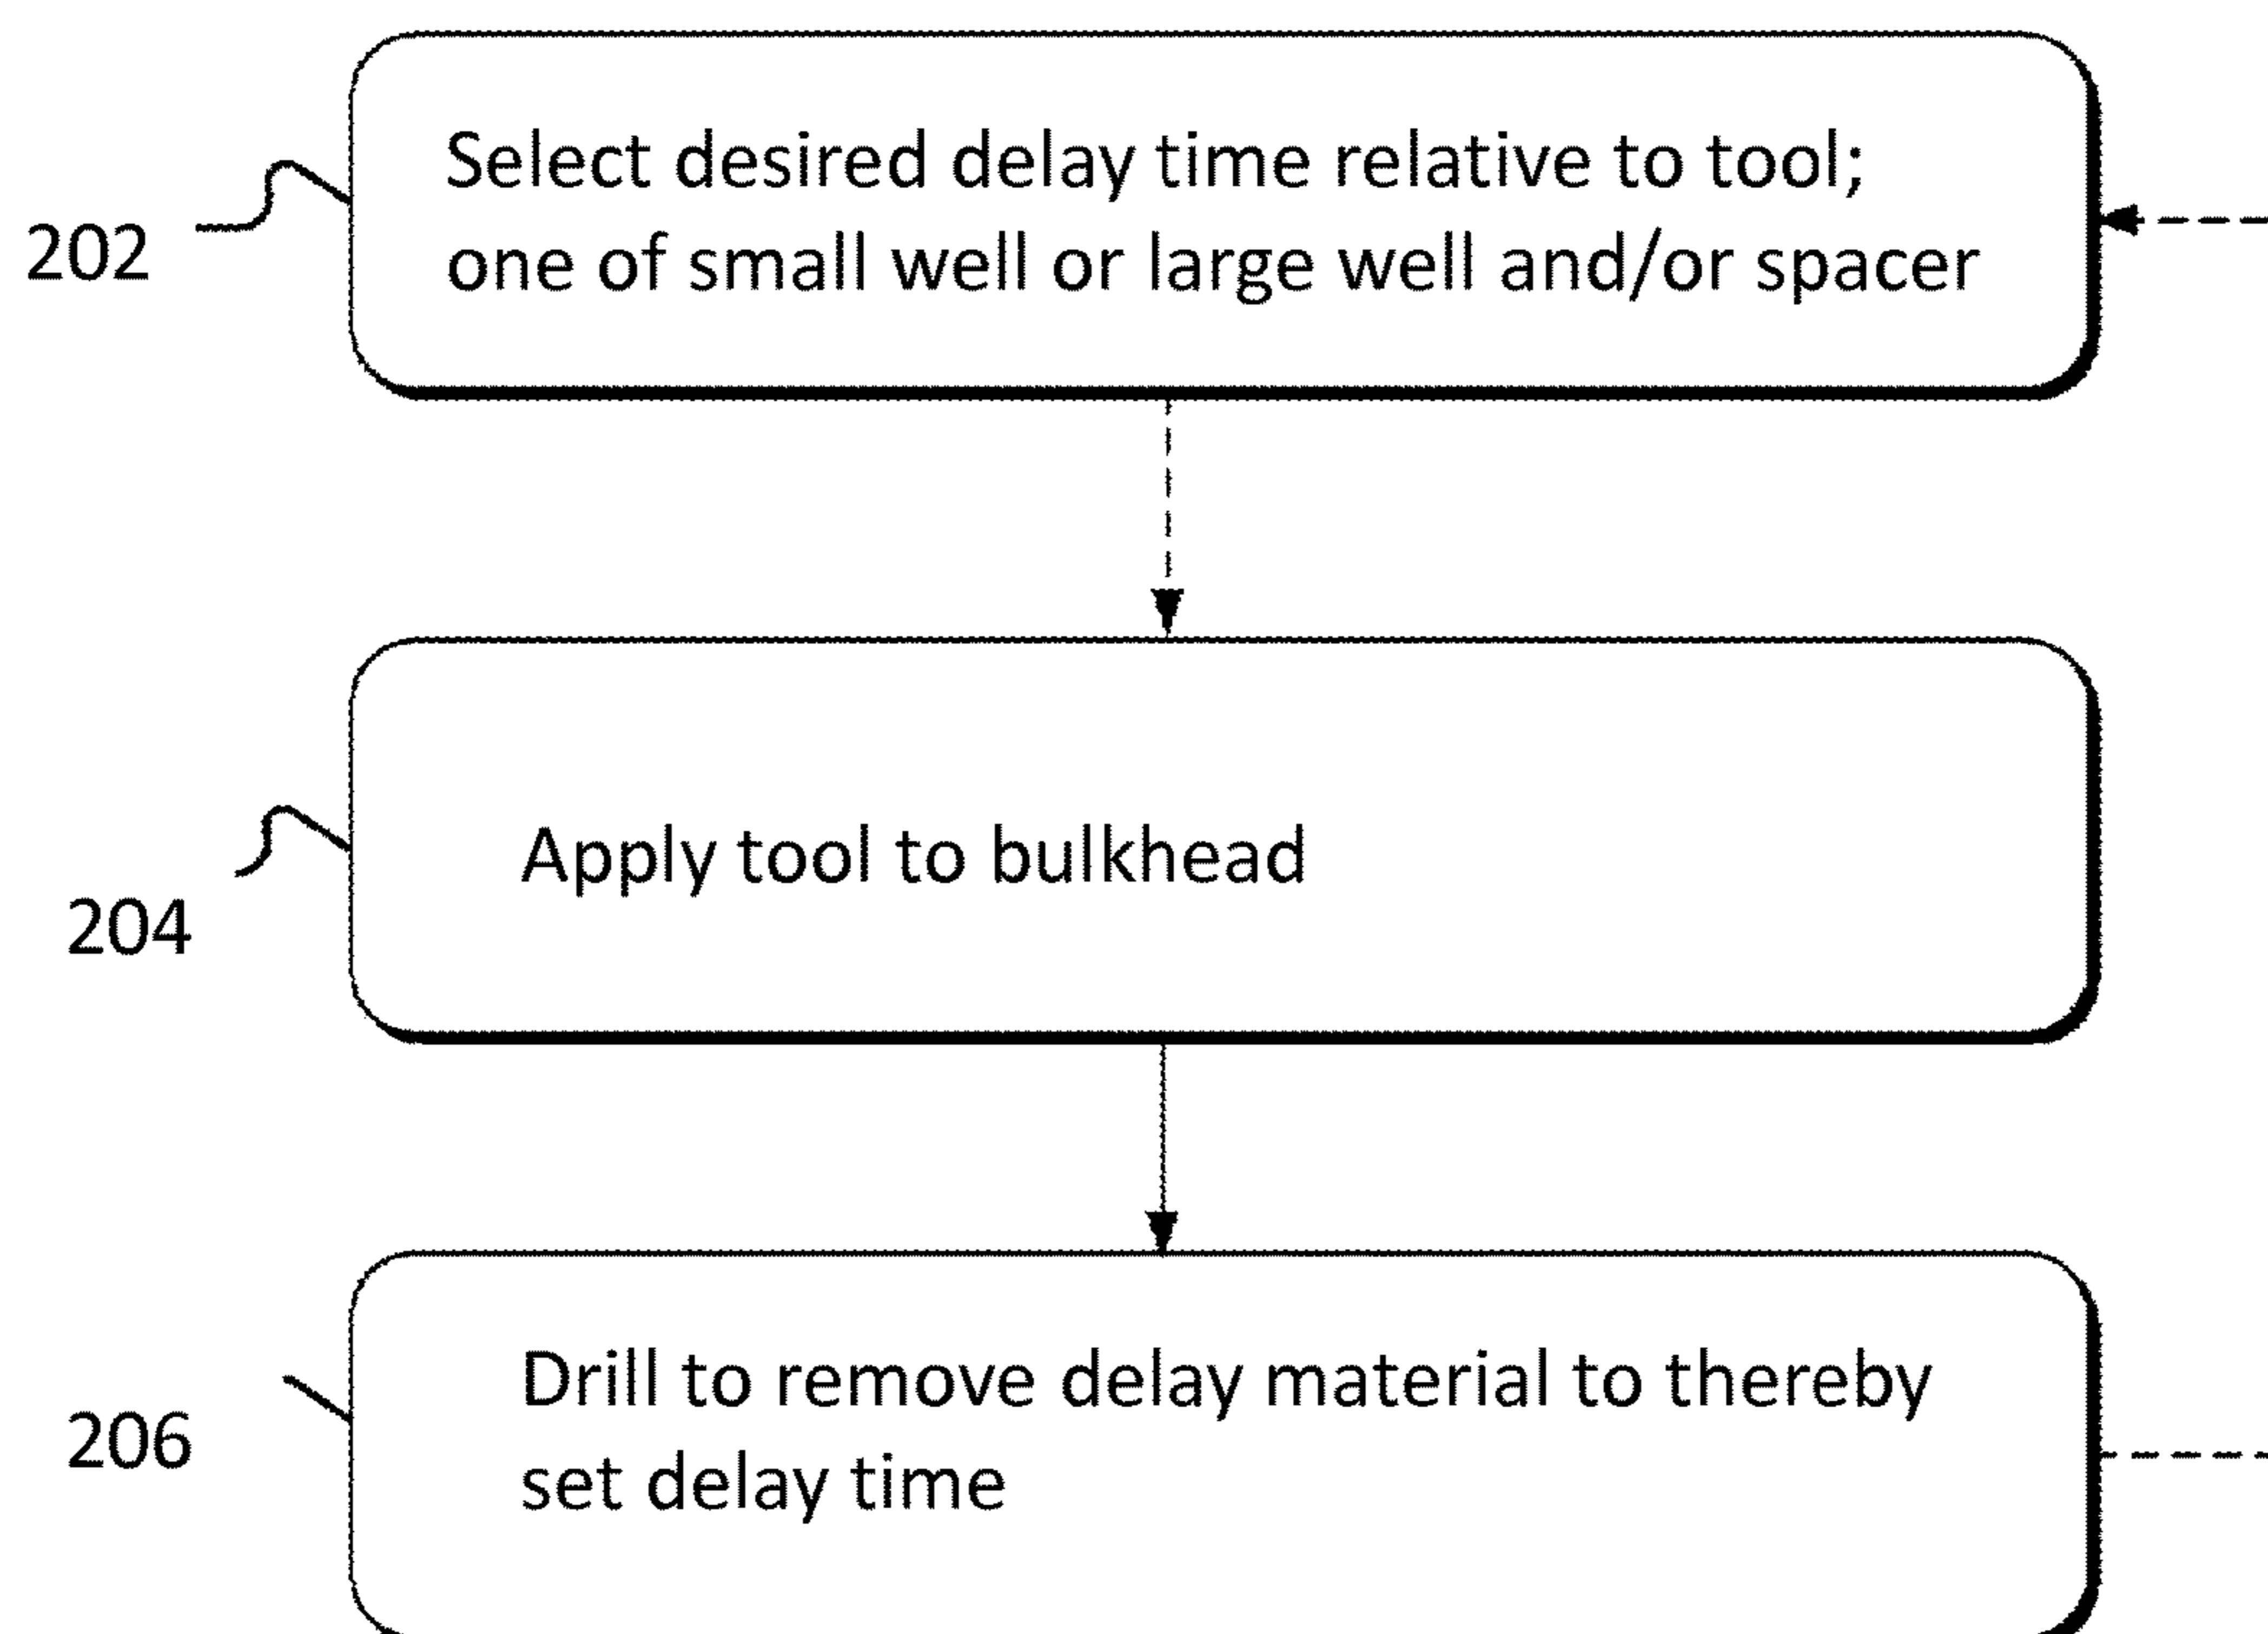 202
Select desired delay time relative to tool;
one of small well or large well and/or spacer
204
Apply tool to bulkhead
206
Drill to remove delay material to thereby
set delay time